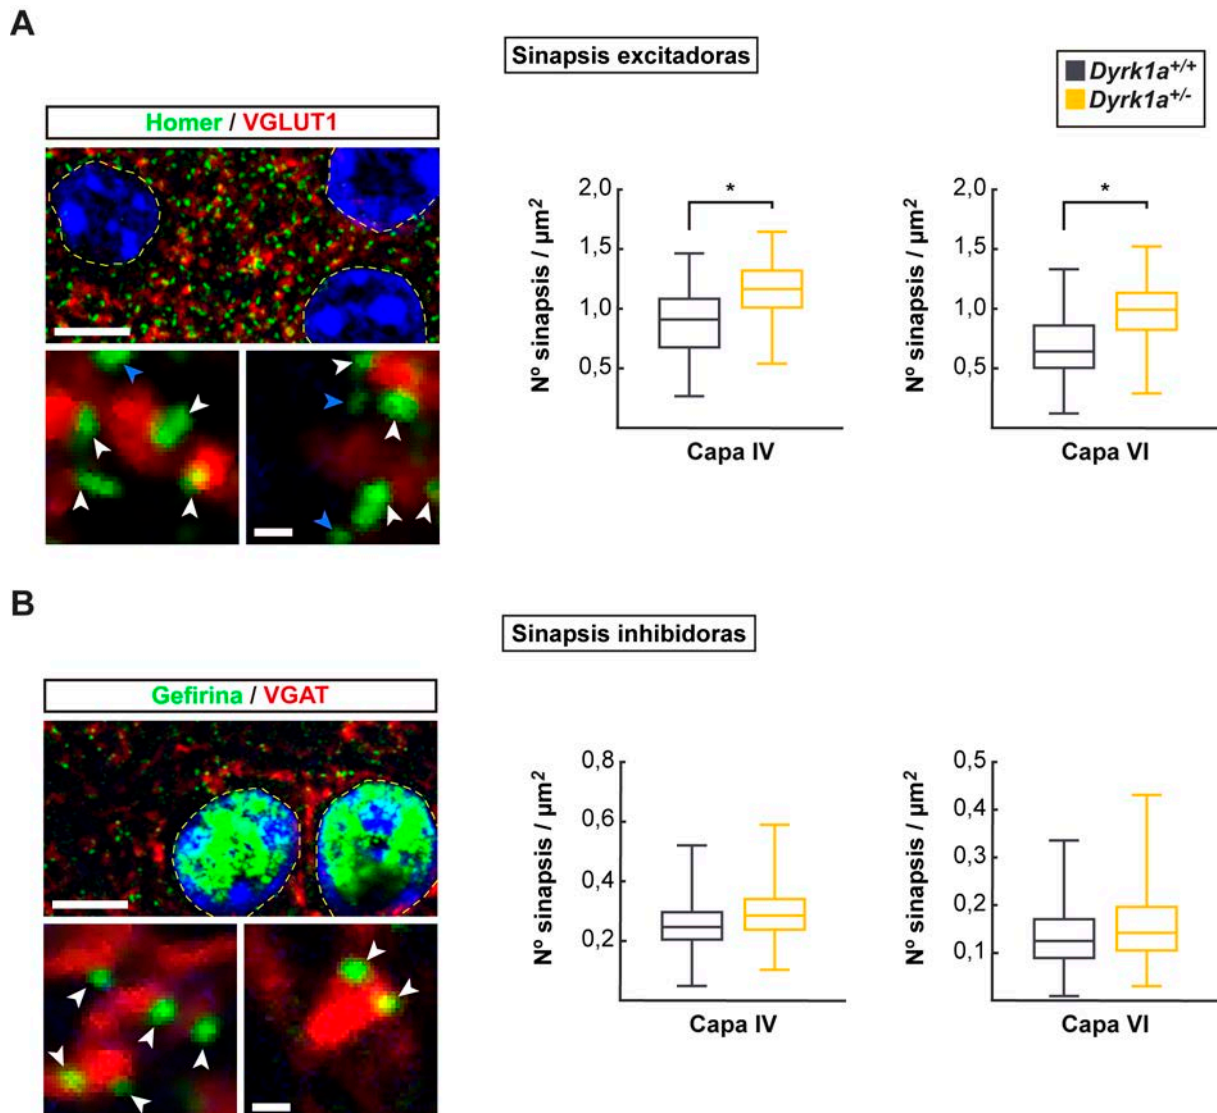 A
Sinapsis excitadoras
Dyrk1a+/+
Dyrk1a+/-
Homer / VGLUT1
Nº sinapsis / µm²
2,0
1,5
1,0
0,5
*
Capa IV
Nº sinapsis / µm²
2,0
1,5
1,0
0,5
*
Capa VI
B
Sinapsis inhibidoras
Gefirina / VGAT
Nº sinapsis / µm²
0,8
0,6
0,4
0,2
Capa IV
Nº sinapsis / µm²
0,5
0,4
0,3
0,2
0,1
Capa VI